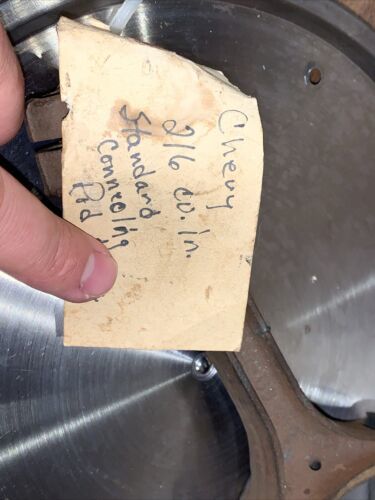 Chevy
216 cu. in.
Standard
Connecting
Rod